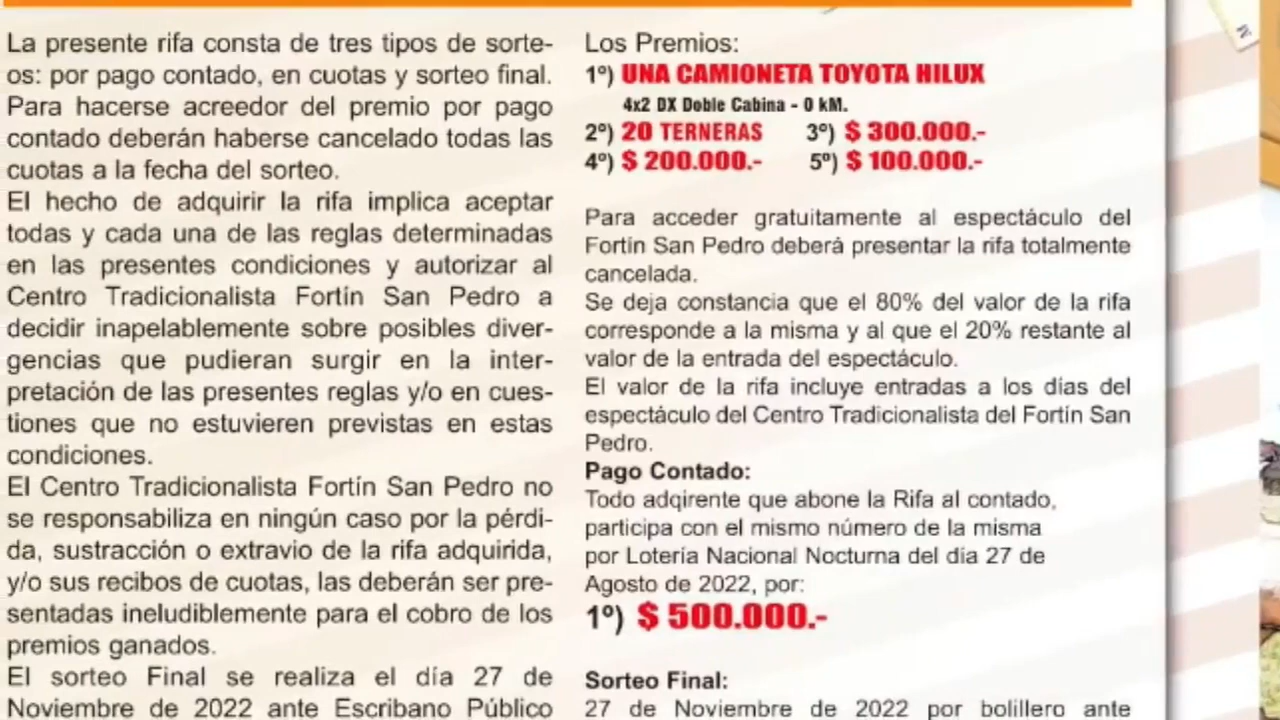 La presente rifa consta de tres tipos de sorte-
os: por pago contado, en cuotas y sorteo final.
Para hacerse acreedor del premio por pago
contado deberán haberse cancelado todas las
cuotas a la fecha del sorteo.
El hecho de adquirir la rifa implica aceptar
todas y cada una de las reglas determinadas
en las presentes condiciones y autorizar al
Centro Tradicionalista Fortín San Pedro a
decidir inapelablemente sobre posibles diver-
gencias que pudieran surgir en la inter-
pretación de las presentes reglas y/o en cues-
tiones que no estuvieren previstas en estas
condiciones.
El Centro Tradicionalista Fortín San Pedro no
se responsabiliza en ningún caso por la pérdi-
da, sustracción o extravio de la rifa adquirida,
y/o sus recibos de cuotas, las deberán ser pre-
sentadas ineludiblemente para el cobro de los
premios ganados.
El sorteo Final se realiza el día 27 de
Noviembre de 2022 ante Escribano Público
Los Premios:
1º) UNA CAMIONETA TOYOTA HILUX
4x2 DX Doble Cabina - 0 kM.
2º) 20 TERNERAS 3º) $ 300.000.-
4º) $ 200.000.- 5º) $ 100.000.-
Para acceder gratuitamente al espectáculo del
Fortín San Pedro deberá presentar la rifa totalmente
cancelada.
Se deja constancia que el 80% del valor de la rifa
corresponde a la misma y al que el 20% restante al
valor de la entrada del espectáculo.
El valor de la rifa incluye entradas a los días del
espectáculo del Centro Tradicionalista del Fortín San
Pedro.
Pago Contado:
Todo adqirente que abone la Rifa al contado,
participa con el mismo número de la misma
por Lotería Nacional Nocturna del dia 27 de
Agosto de 2022, por:
1º) $ 500.000.-
Sorteo Final:
27 de Noviembre de 2022 por bolillero ante